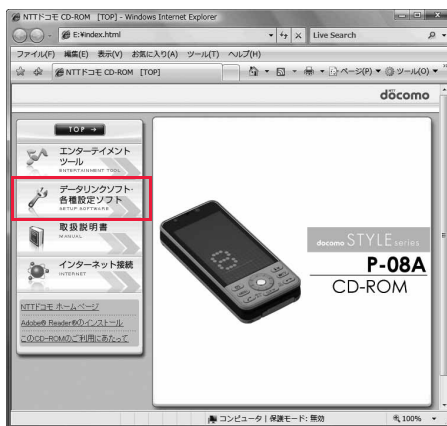 NTTドコモ CD-ROM [TOP] - Windows Internet Explorer
E:¥index.html
Live Search
ファイル(F) 編集(E) 表示(V) お気に入り(A) ツール(T) ヘルプ(H)
NTTドコモ CD-ROM [TOP]
ページ(P) ツール(O)
döcomo
TOP →
エンターテイメント
ツール
ENTERTAINMENT TOOL
データリンクソフト・
各種設定ソフト
SETUP SOFTWARE
取扱説明書
MANUAL
インターネット接続
INTERNET
NTTドコモ ホームページ
Adobe® Reader®のインストール
このCD-ROMのご利用にあたって
docomo STYLE series
P-08A
CD-ROM
コンピュータ | 保護モード: 無効
100%